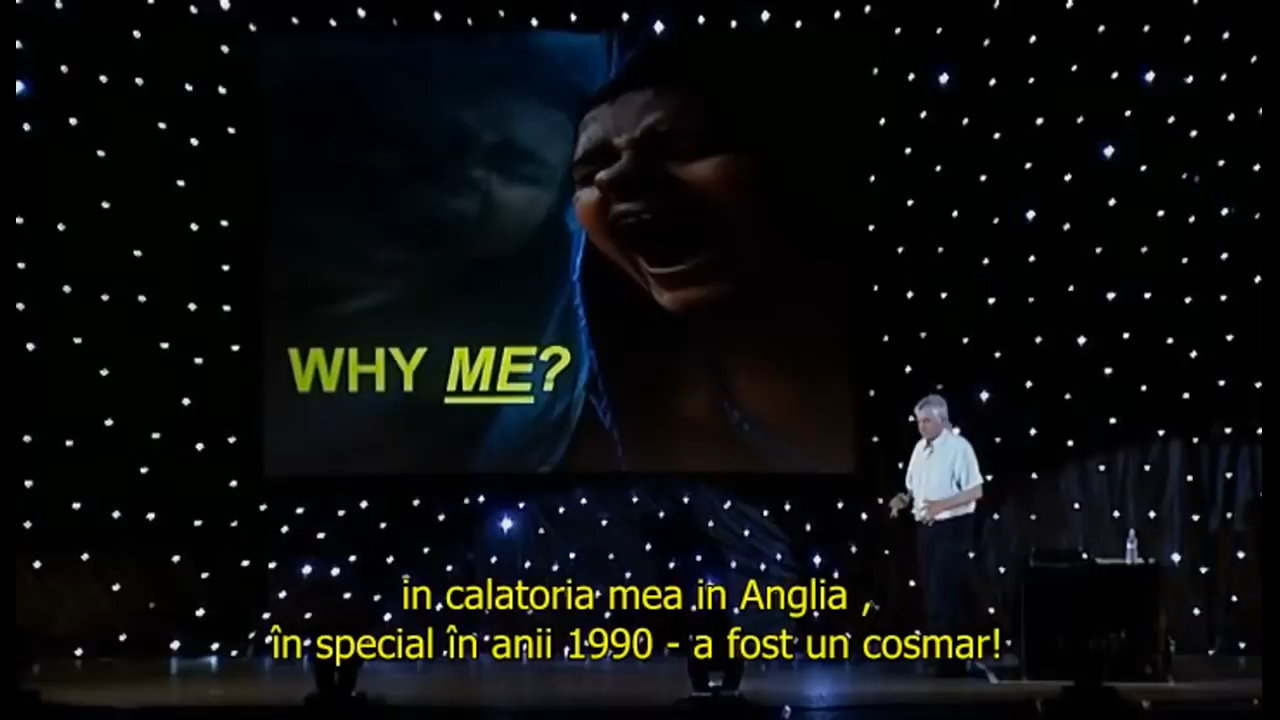 WHY ME?
in calatoria mea in Anglia ,
în special în anii 1990 - a fost un cosmar!